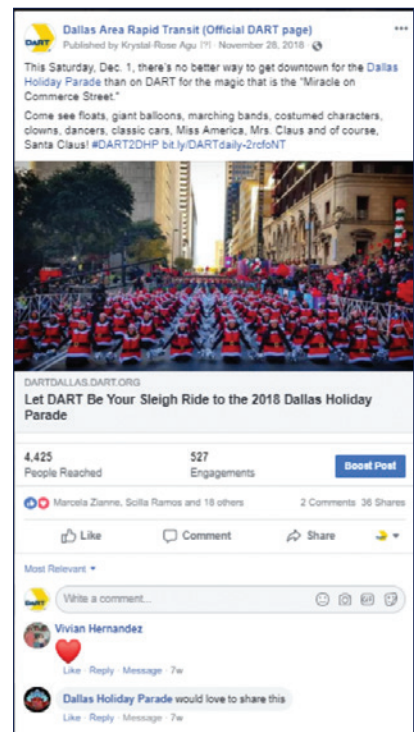 Dallas Area Rapid Transit (Official DART page)
Published by Krystal-Rose Agu [?] · November 28, 2018 ·
This Saturday, Dec. 1, there's no better way to get downtown for the Dallas
Holiday Parade than on DART for the magic that is the "Miracle on
Commerce Street."
Come see floats, giant balloons, marching bands, costumed characters,
clowns, dancers, classic cars, Miss America, Mrs. Claus and of course,
Santa Claus! #DART2DHP bit.ly/DARTdaily-2rcfoNT
DARTDALLAS.DART.ORG
Let DART Be Your Sleigh Ride to the 2018 Dallas Holiday
Parade
4,425 527
People Reached Engagements Boost Post
Marcela Zianne, Scilla Ramos and 18 others 2 Comments 36 Shares
Like Comment Share
Most Relevant
DART Write a comment... GIF
Vivian Hernandez
Like · Reply · Message · 7w
Dallas Holiday Parade would love to share this
Like · Reply · Message · 7w